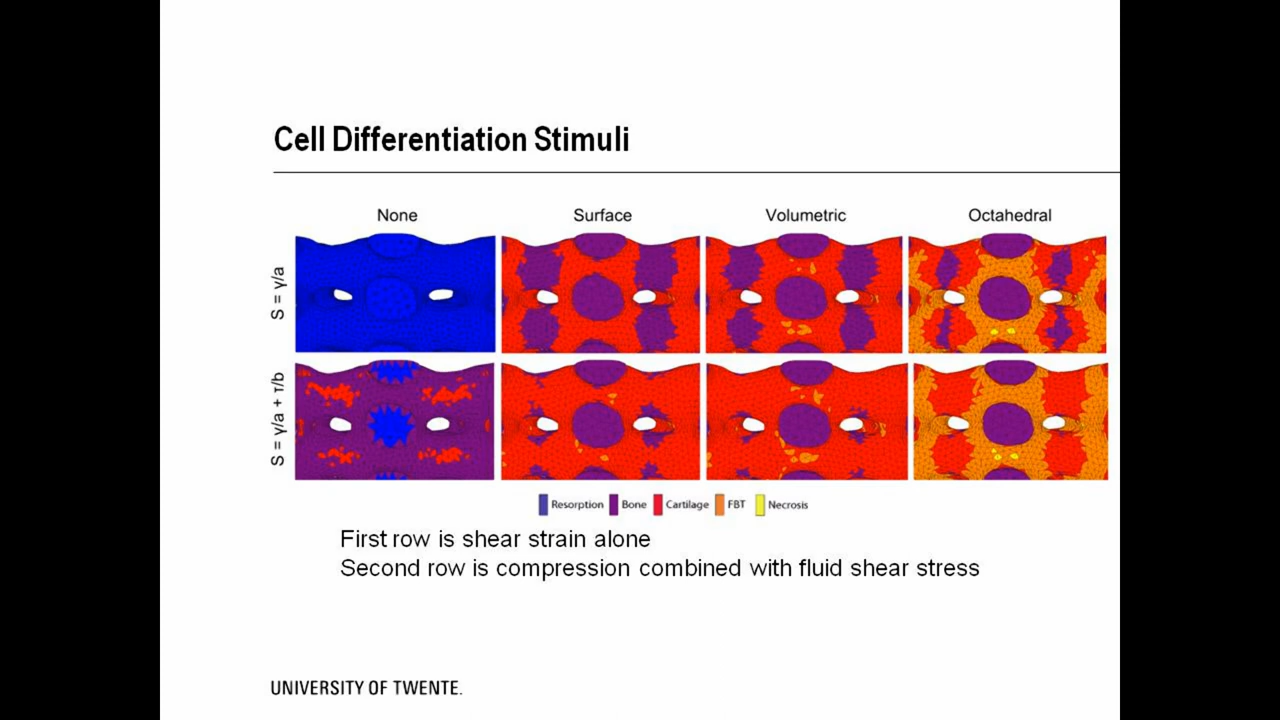 Cell Differentiation Stimuli
None Surface Volumetric Octahedral
S = γ/a
S = γ/a + τ/b
Resorption Bone Cartilage FBT Necrosis
First row is shear strain alone
Second row is compression combined with fluid shear stress
UNIVERSITY OF TWENTE.